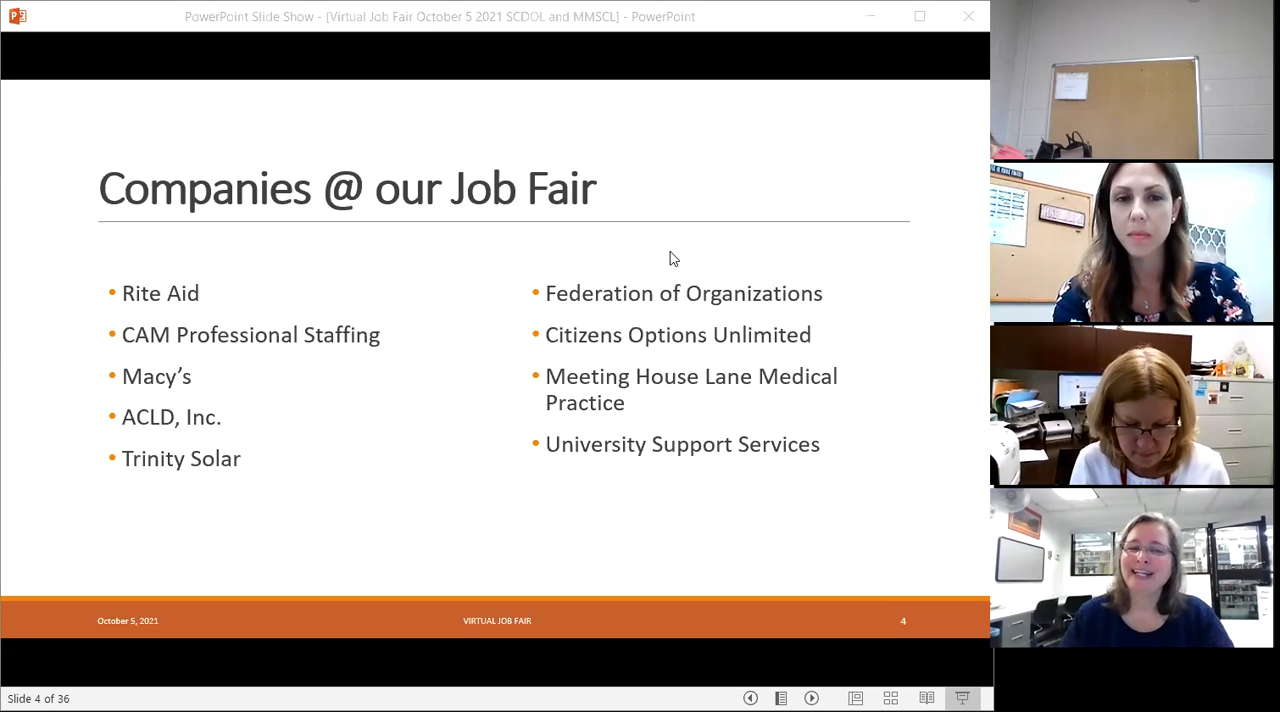 PowerPoint Slide Show - [Virtual Job Fair October 5 2021 SCDOL and MMSCL] - PowerPoint
Companies @ our Job Fair
• Rite Aid
• CAM Professional Staffing
• Macy's
• ACLD, Inc.
• Trinity Solar
• Federation of Organizations
• Citizens Options Unlimited
• Meeting House Lane Medical
Practice
• University Support Services
October 5, 2021
VIRTUAL JOB FAIR
4
Slide 4 of 36